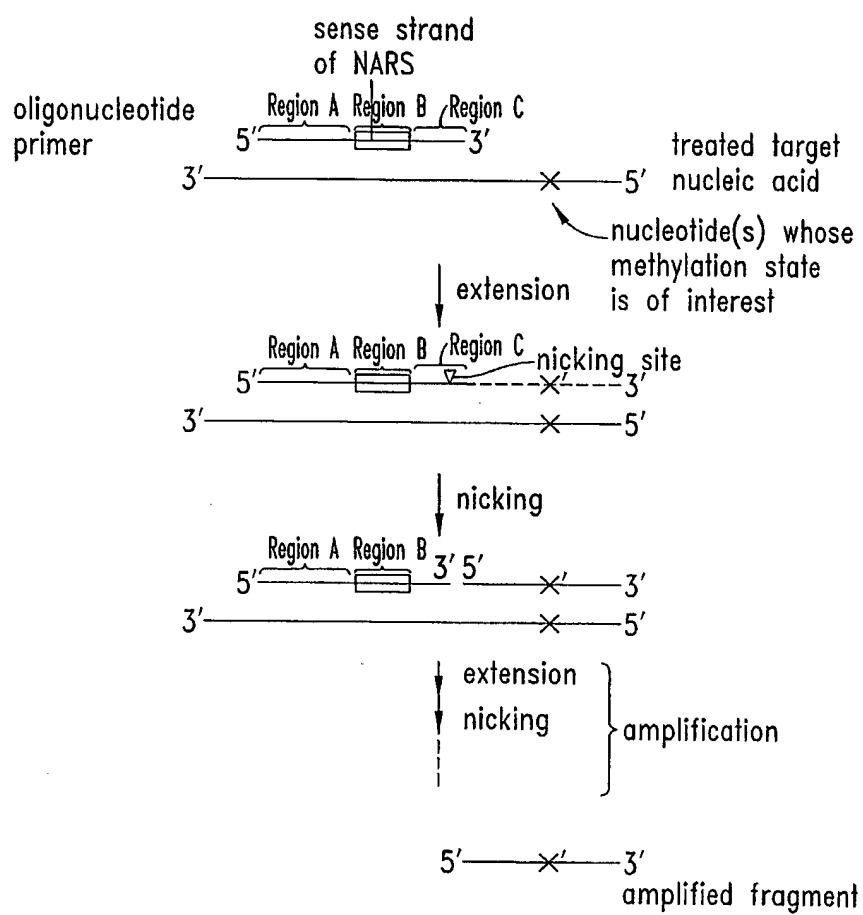 sense strand
of NARS
oligonucleotide
primer
Region A Region B Region C
5′ 3′
3′ 5′
treated target
nucleic acid
nucleotide(s) whose
methylation state
is of interest
extension
Region A Region B Region C
nicking site
5′ ′ 3′
3′ 5′
nicking
Region A Region B
5′ 3′ 5′ ′ 3′
3′ 5′
extension
nicking
amplification
5′ ′ 3′
amplified fragment